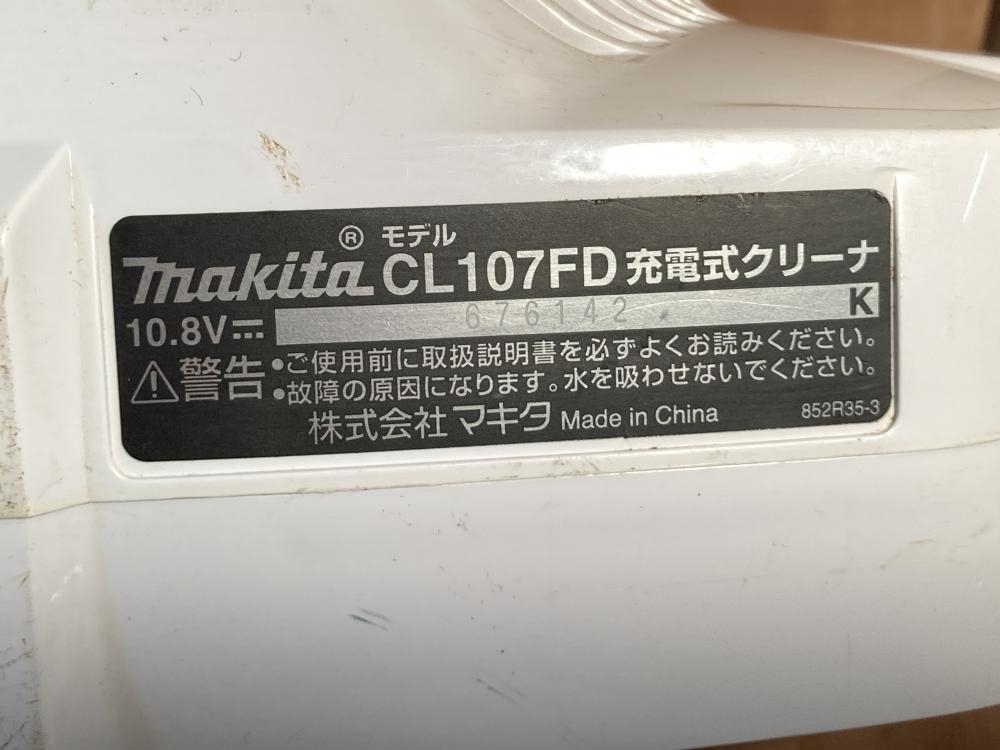 ® モデル
makita CL107FD 充電式クリーナ
10.8V⎓ 676142 K
⚠警告 •ご使用前に取扱説明書を必ずよくお読みください。
•故障の原因になります。水を吸わせないでください。
株式会社 マキタ Made in China 852R35-3